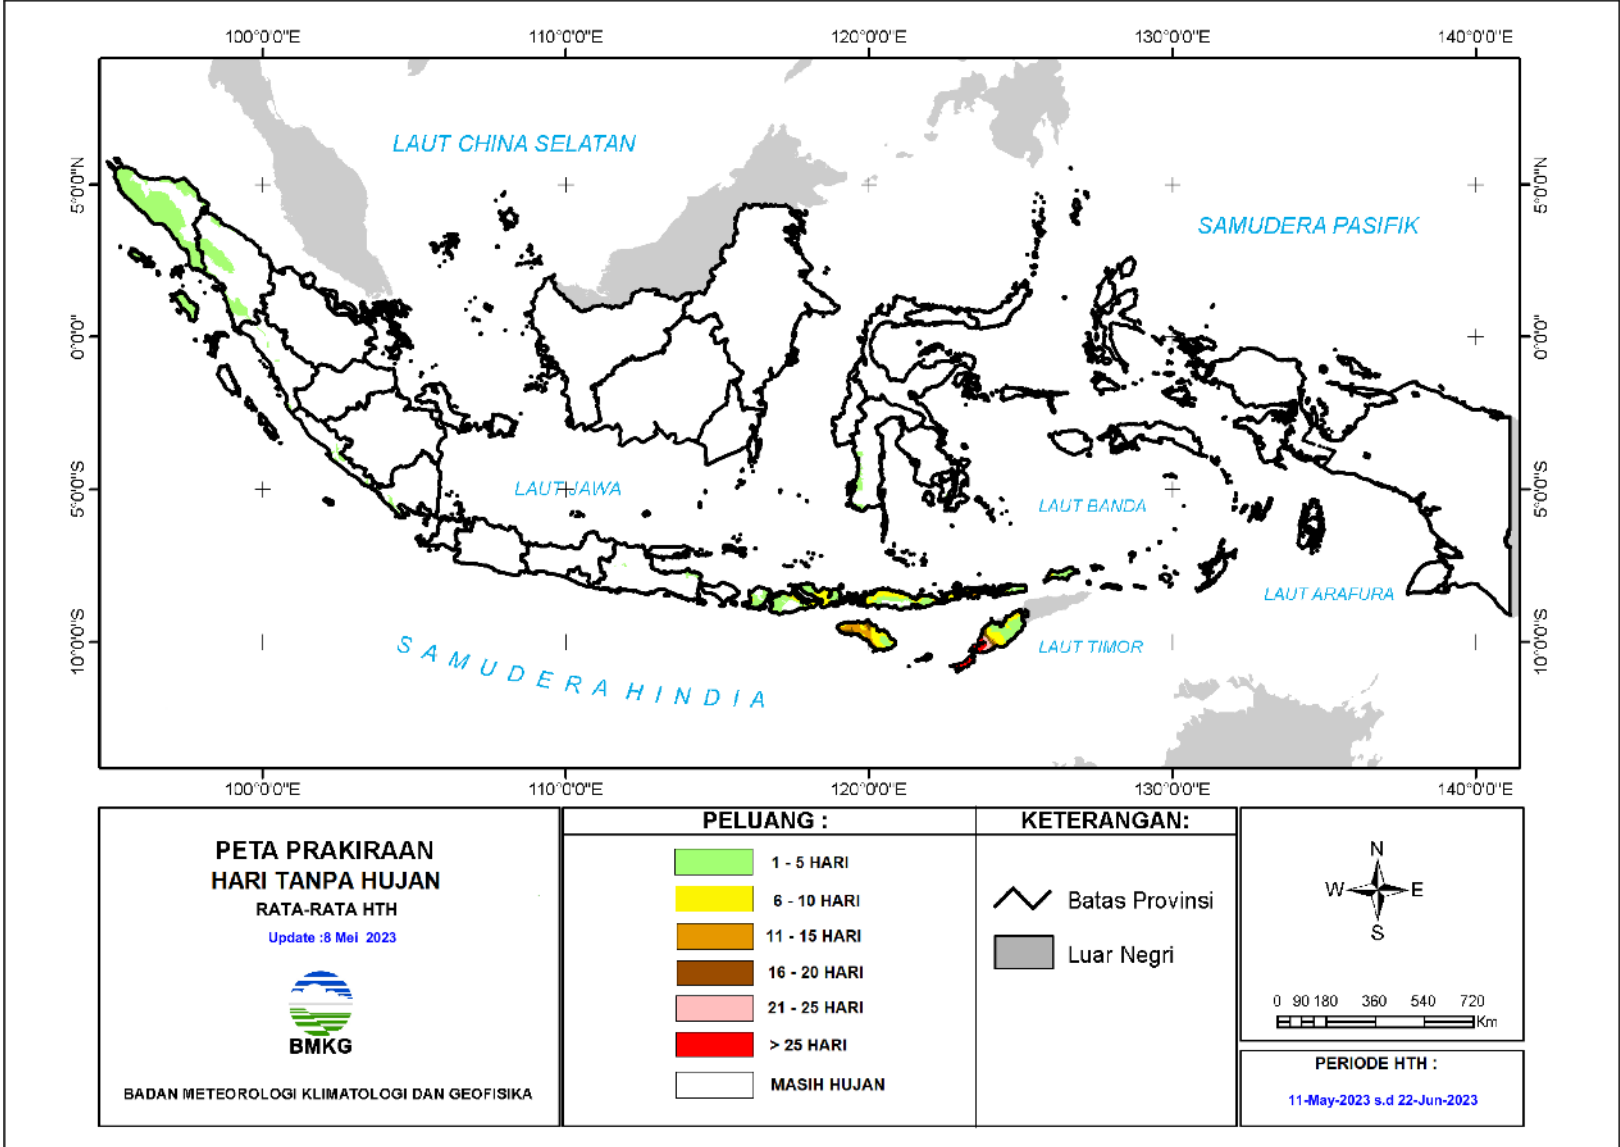 100°0'0"E 110°0'0"E 120°0'0"E 130°0'0"E 140°0'0"E
LAUT CHINA SELATAN
5°0'0"N 5°0'0"N
SAMUDERA PASIFIK
0°0'0" 0°0'0"
LAUT JAWA
5°0'0"S 5°0'0"S
LAUT BANDA
LAUT ARAFURA
10°0'0"S 10°0'0"S
LAUT TIMOR
SAMUDERA HINDIA
100°0'0"E 110°0'0"E 120°0'0"E 130°0'0"E 140°0'0"E
PETA PRAKIRAAN
HARI TANPA HUJAN
RATA-RATA HTH
Update :8 Mei 2023
BMKG
BADAN METEOROLOGI KLIMATOLOGI DAN GEOFISIKA
PELUANG :
1 - 5 HARI
6 - 10 HARI
11 - 15 HARI
16 - 20 HARI
21 - 25 HARI
> 25 HARI
MASIH HUJAN
KETERANGAN:
Batas Provinsi
Luar Negri
N
W E
S
0 90 180 360 540 720
Km
PERIODE HTH :
11-May-2023 s.d 22-Jun-2023